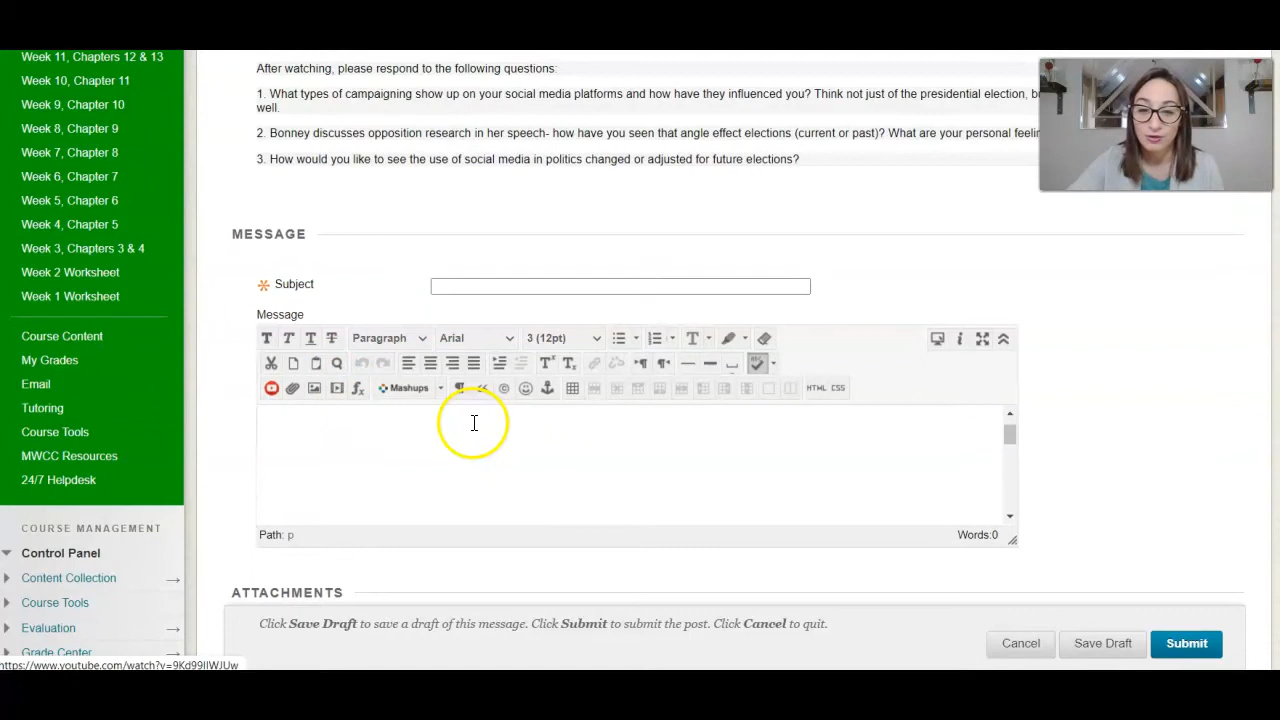 Week 11, Chapters 12 & 13
Week 10, Chapter 11
Week 9, Chapter 10
Week 8, Chapter 9
Week 7, Chapter 8
Week 6, Chapter 7
Week 5, Chapter 6
Week 4, Chapter 5
Week 3, Chapters 3 & 4
Week 2 Worksheet
Week 1 Worksheet
Course Content
My Grades
Email
Tutoring
Course Tools
MWCC Resources
24/7 Helpdesk
COURSE MANAGEMENT
Control Panel
Content Collection
Course Tools
Evaluation
Grade Center
https://www.youtube.com/watch?v=9Kd99IIWJUw
After watching, please respond to the following questions:
1. What types of campaigning show up on your social media platforms and how have they influenced you? Think not just of the presidential election,
well.
2. Bonney discusses opposition research in her speech- how have you seen that angle effect elections (current or past)? What are your personal
3. How would you like to see the use of social media in politics changed or adjusted for future elections?
MESSAGE
Subject
Message
T T T T Paragraph Arial 3 (12pt) T
Mashups HTML CSS
Path: p Words:0
ATTACHMENTS
Click Save Draft to save a draft of this message. Click Submit to submit the post. Click Cancel to quit.
Cancel Save Draft Submit